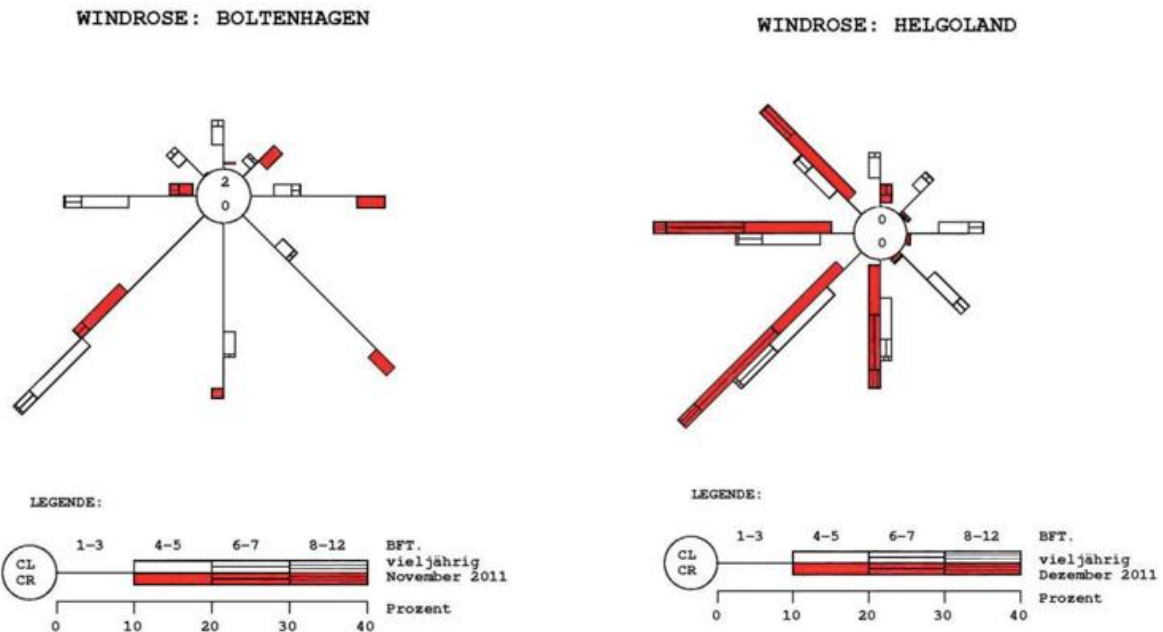 WINDROSE: BOLTENHAGEN
2
0
LEGENDE:
CL
CR
1-3 4-5 6-7 8-12 BFT.
vieljährig
November 2011
Prozent
0 10 20 30 40
WINDROSE: HELGOLAND
0
0
LEGENDE:
CL
CR
1-3 4-5 6-7 8-12 BFT.
vieljährig
Dezember 2011
Prozent
0 10 20 30 40